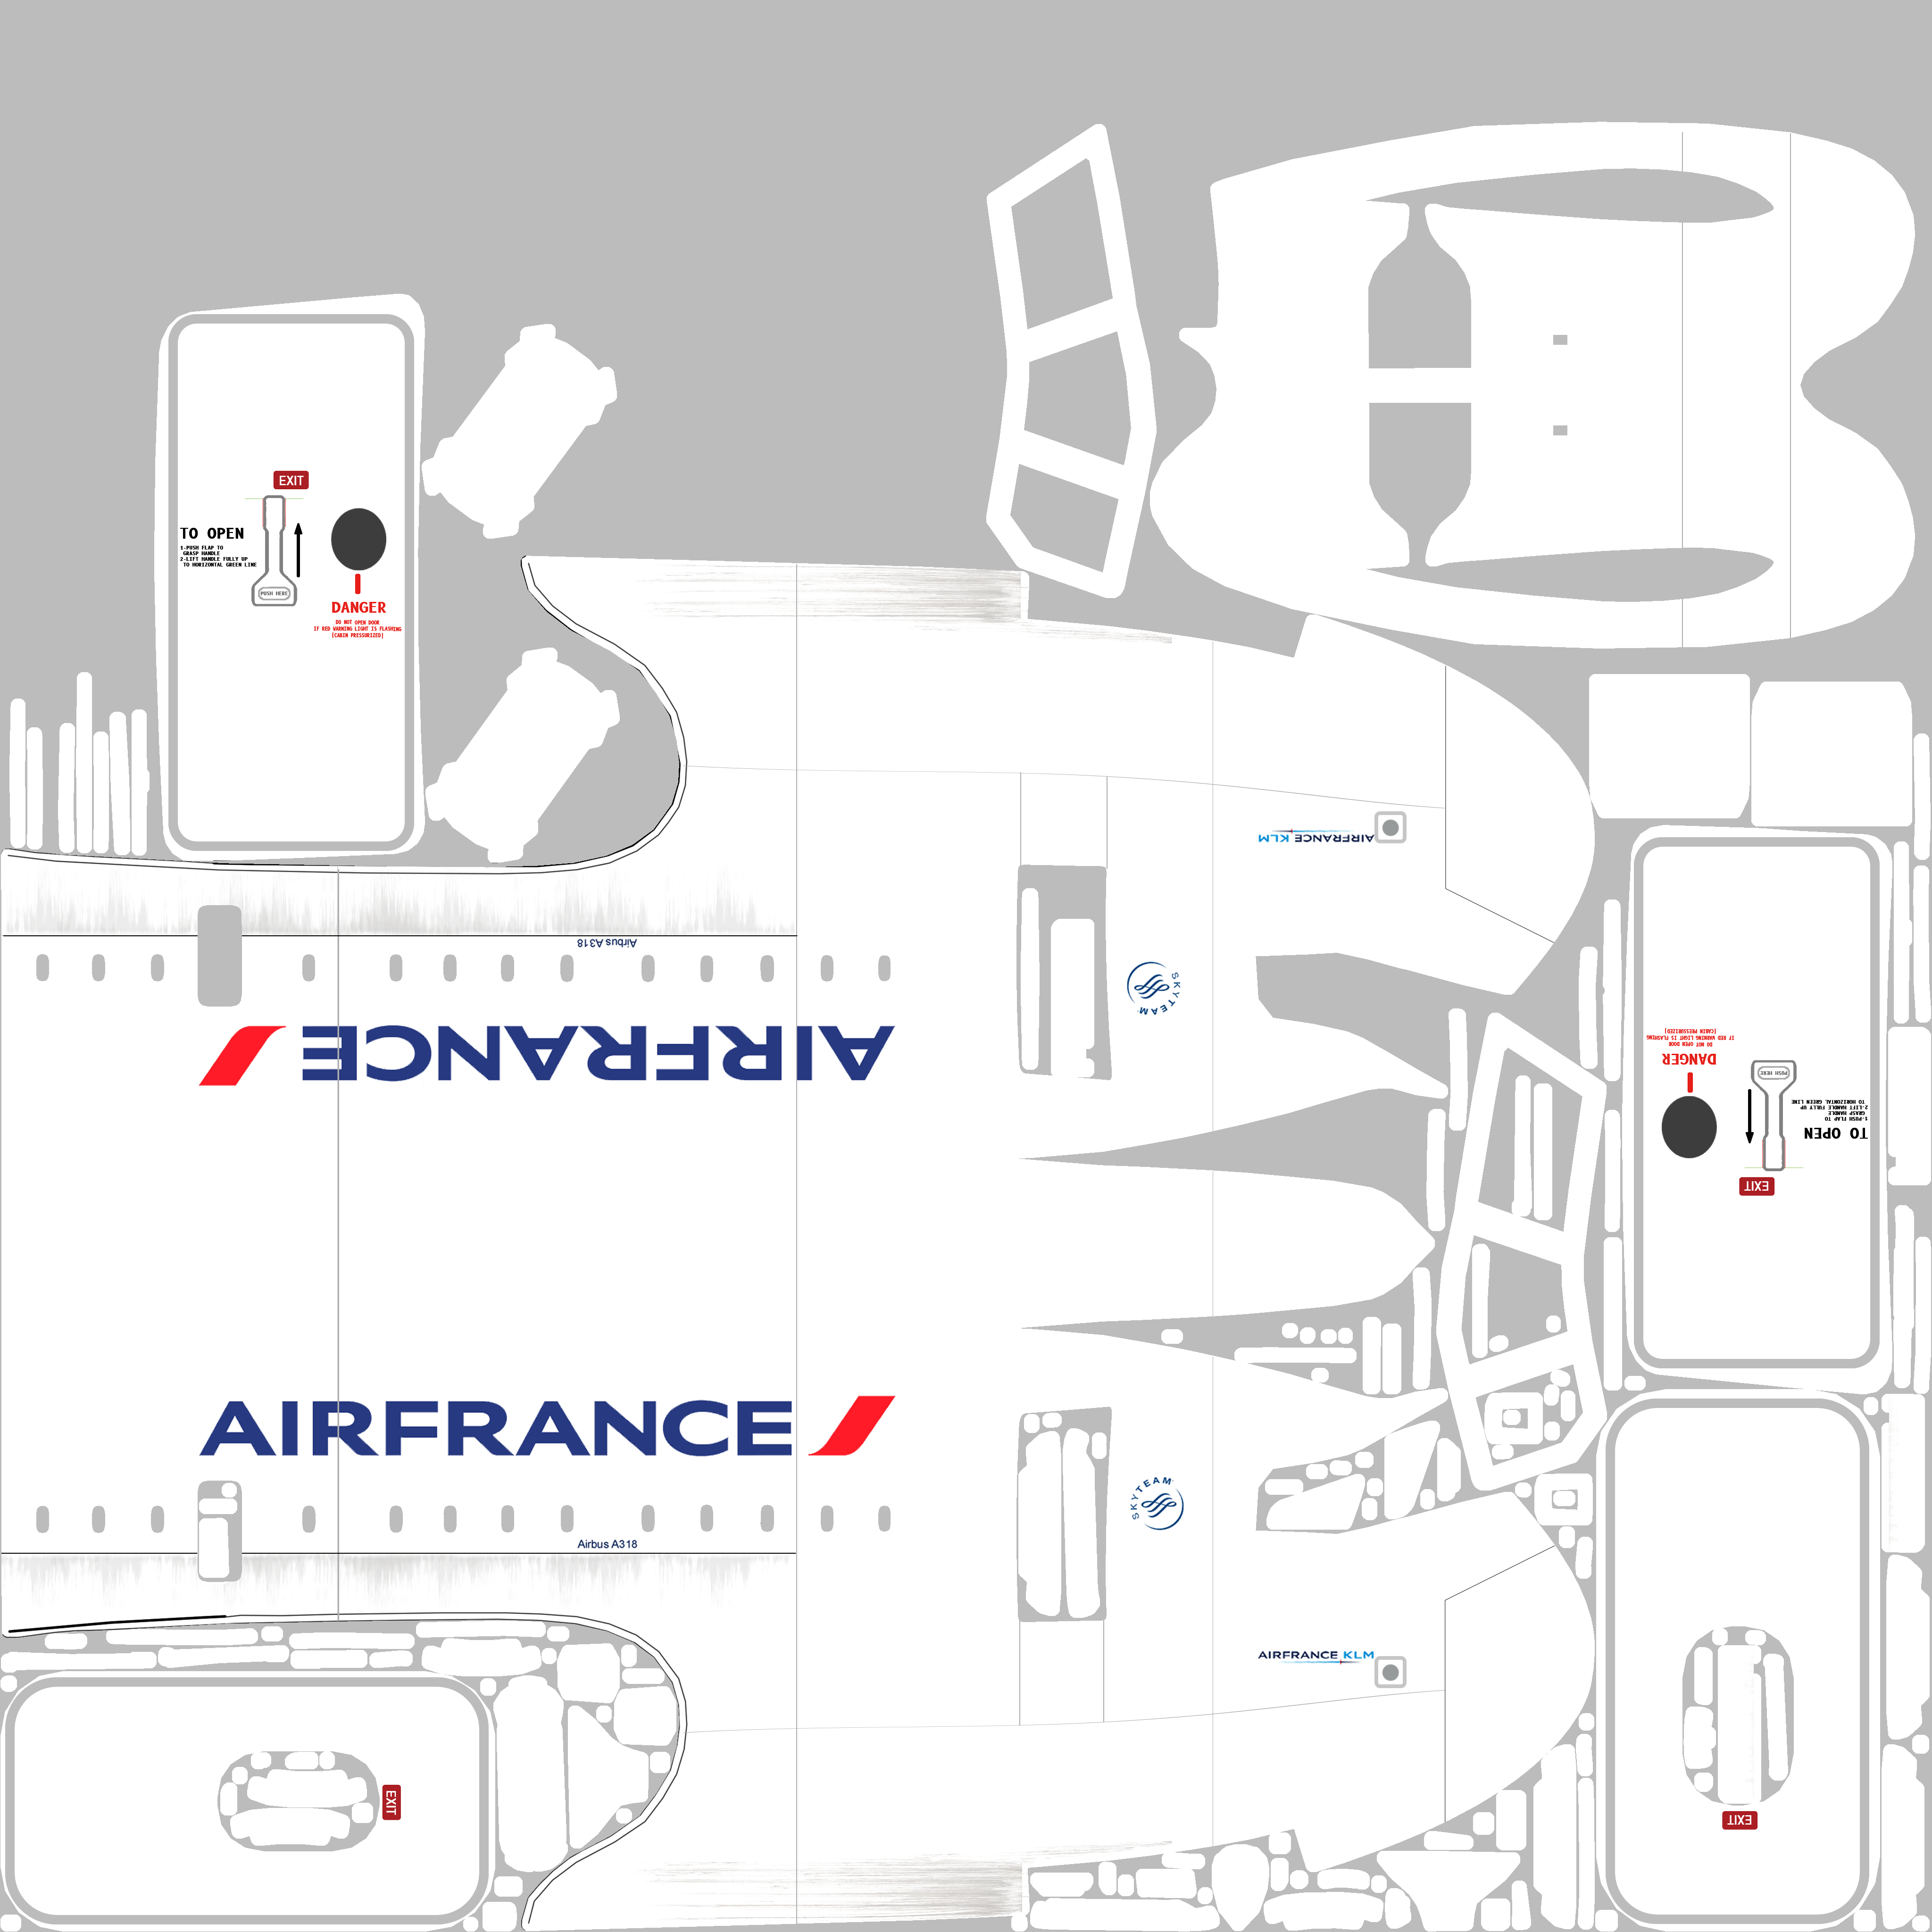 EXIT
TO OPEN
1-PUSH FLAP TO
GRASP HANDLE
2-LIFT HANDLE FULLY UP
TO HORIZONTAL GREEN LINE
PUSH HERE
DANGER
DO NOT OPEN DOOR
IF RED WARNING LIGHT IS FLASHING
(CABIN PRESSURIZED)
AIRFRANCE KLM
Airbus A318
SKYTEAM
AIRFRANCE
DANGER
DO NOT OPEN DOOR
IF RED WARNING LIGHT IS FLASHING
(CABIN PRESSURIZED)
PUSH HERE
TO OPEN
1-PUSH FLAP TO
GRASP HANDLE
2-LIFT HANDLE FULLY UP
TO HORIZONTAL GREEN LINE
EXIT
AIRFRANCE
SKYTEAM
Airbus A318
AIRFRANCE KLM
EXIT
EXIT